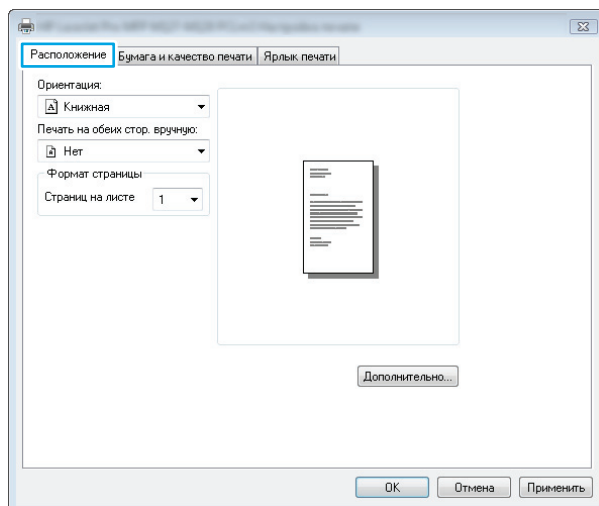 Расположение
Бумага и качество печати
Ярлык печати
Ориентация:
Книжная
Печать на обеих стор. вручную:
Нет
Формат страницы
Страниц на листе 1
Дополнительно...
OK Отмена Применить